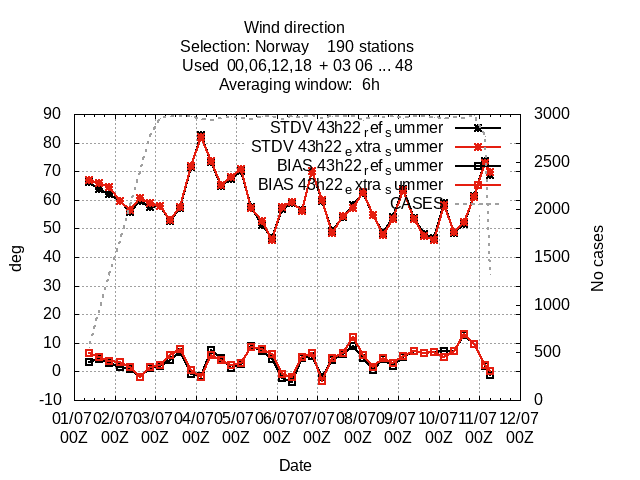 Wind direction
Selection: Norway 190 stations
Used 00,06,12,18 + 03 06 ... 48
Averaging window: 6h
90
80
70
60
50
40
30
20
10
0
-10
deg
3000
2500
2000
1500
1000
500
0
No cases
STDV 43h22refsummer
STDV 43h22extrasummer
BIAS 43h22refsummer
BIAS 43h22extrasummer
CASES
01/07 02/07 03/07 04/07 05/07 06/07 07/07 08/07 09/07 10/07 11/07 12/07
00Z 00Z 00Z 00Z 00Z 00Z 00Z 00Z 00Z 00Z 00Z 00Z
Date